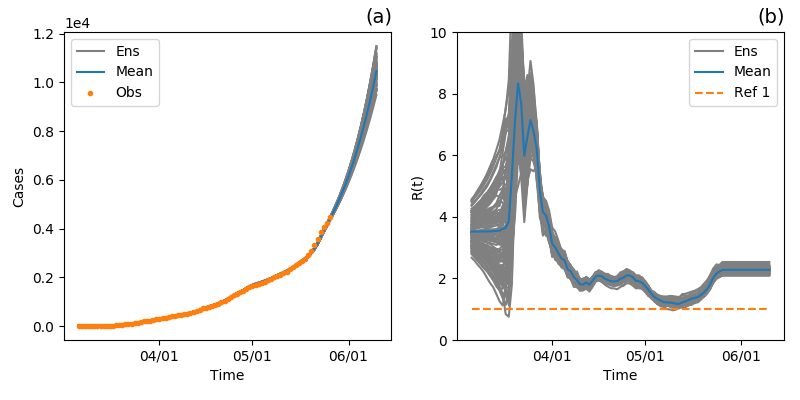 (a)
1e4
1.2
1.0
0.8
0.6
0.4
0.2
0.0
Cases
Ens
Mean
Obs
04/01 05/01 06/01
Time
(b)
10
8
6
4
2
0
R(t)
Ens
Mean
Ref 1
04/01 05/01 06/01
Time